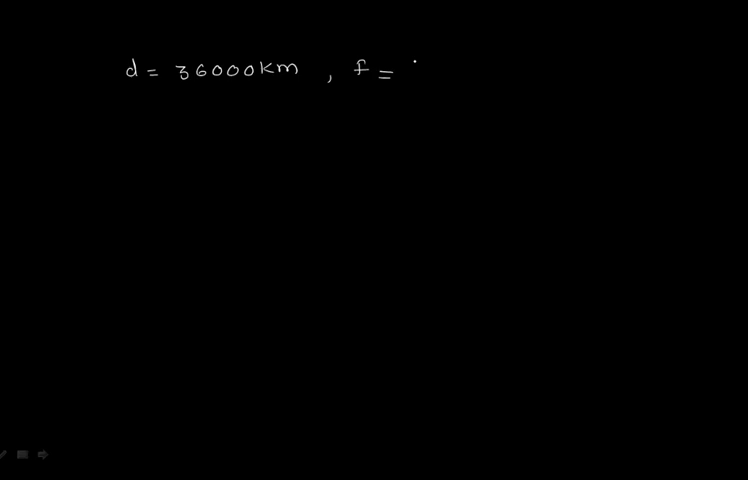 d = 36000km , f =